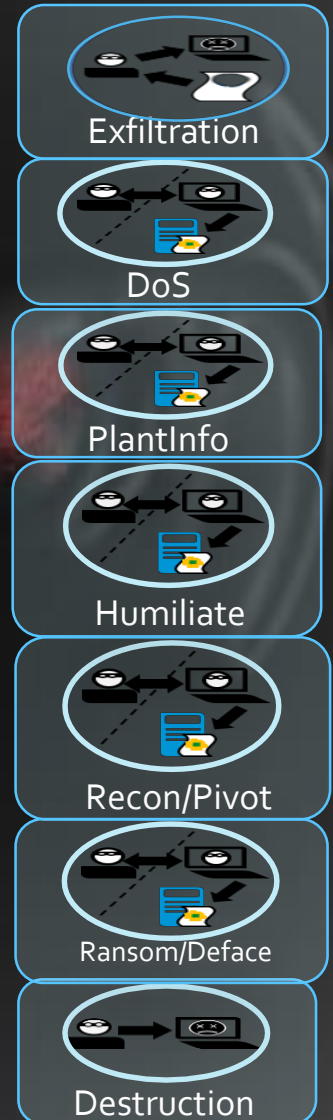 Exfiltration
DoS
PlantInfo
Humiliate
Recon/Pivot
Ransom/Deface
Destruction